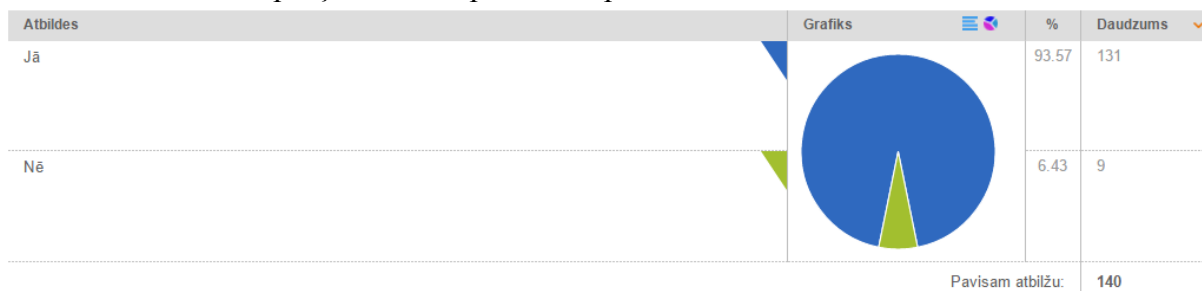 Atbildes Grafiks % Daudzums
Jā 93.57 131
Nē 6.43 9
Pavisam atbilžu: 140